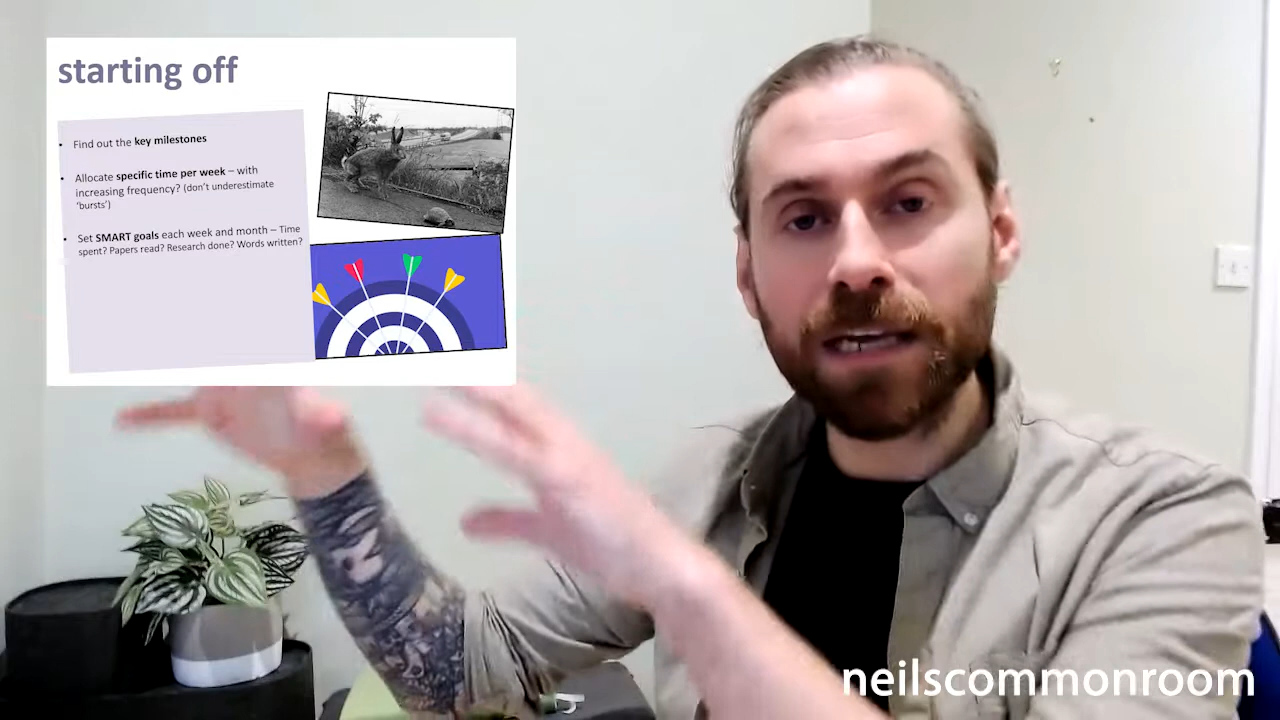 starting off
• Find out the key milestones
• Allocate specific time per week – with
increasing frequency? (don't underestimate
'bursts')
• Set SMART goals each week and month – Time
spent? Papers read? Research done? Words written?
neilscommonroom